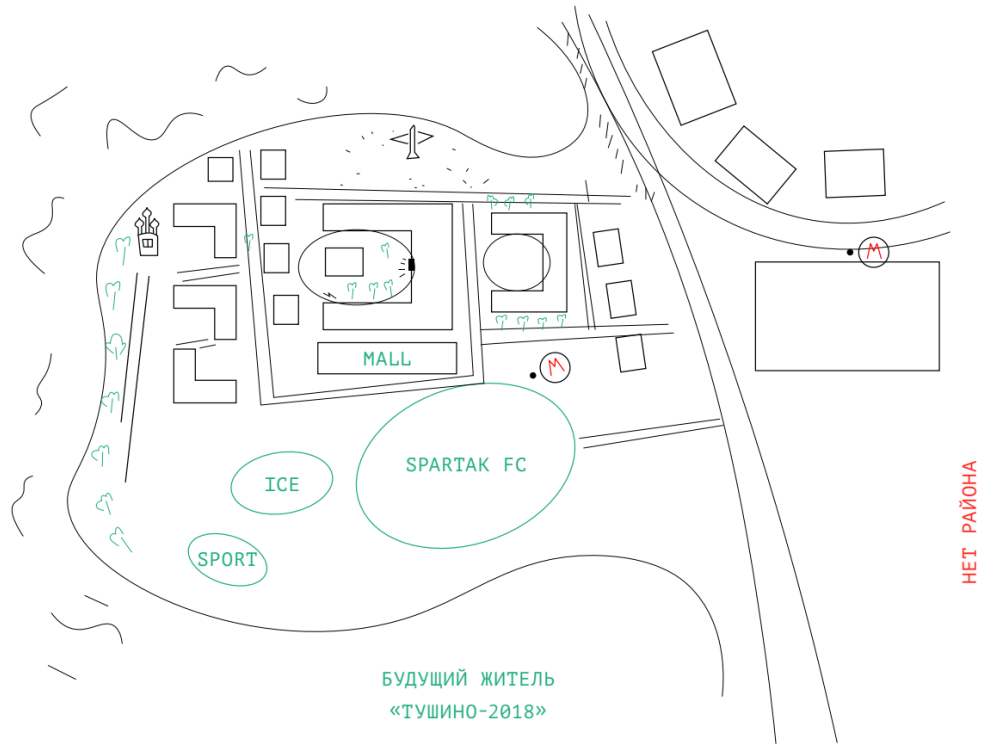 M
MALL
M
SPARTAK FC
ICE
SPORT
НЕТ РАЙОНА
БУДУЩИЙ ЖИТЕЛЬ
«ТУШИНО-2018»